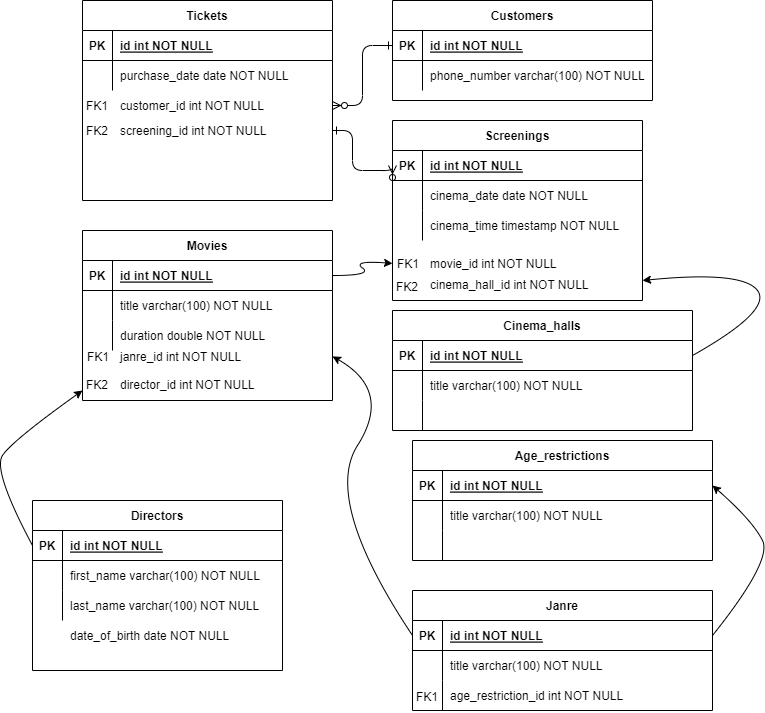 Tickets
PK id int NOT NULL
purchase_date date NOT NULL
FK1 customer_id int NOT NULL
FK2 screening_id int NOT NULL
Customers
PK id int NOT NULL
phone_number varchar(100) NOT NULL
Screenings
PK id int NOT NULL
cinema_date date NOT NULL
cinema_time timestamp NOT NULL
FK1 movie_id int NOT NULL
FK2 cinema_hall_id int NOT NULL
Movies
PK id int NOT NULL
title varchar(100) NOT NULL
duration double NOT NULL
FK1 janre_id int NOT NULL
FK2 director_id int NOT NULL
Cinema_halls
PK id int NOT NULL
title varchar(100) NOT NULL
Age_restrictions
PK id int NOT NULL
title varchar(100) NOT NULL
Directors
PK id int NOT NULL
first_name varchar(100) NOT NULL
last_name varchar(100) NOT NULL
date_of_birth date NOT NULL
Janre
PK id int NOT NULL
title varchar(100) NOT NULL
FK1 age_restriction_id int NOT NULL